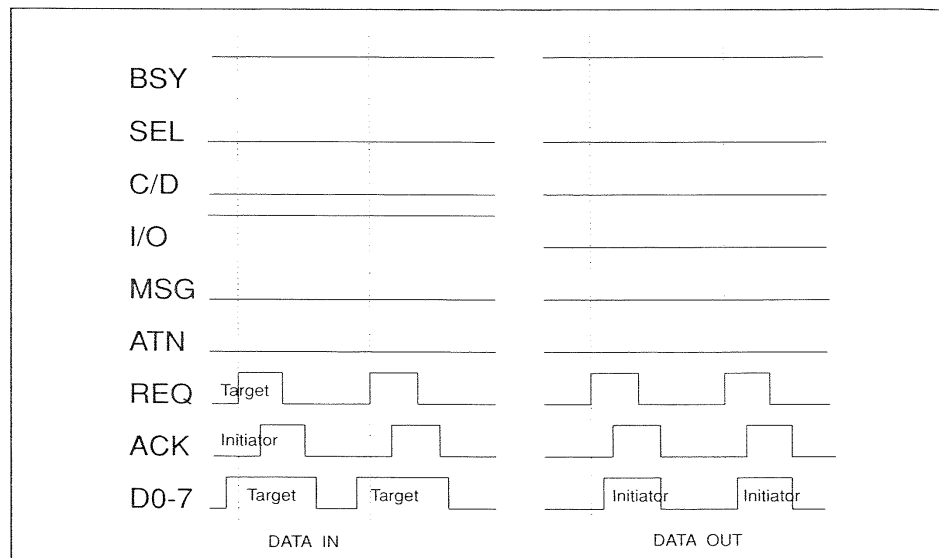 BSY
SEL
C/D
I/O
MSG
ATN
REQ Target
ACK Initiator
D0-7 Target Target Initiator Initiator
DATA IN DATA OUT